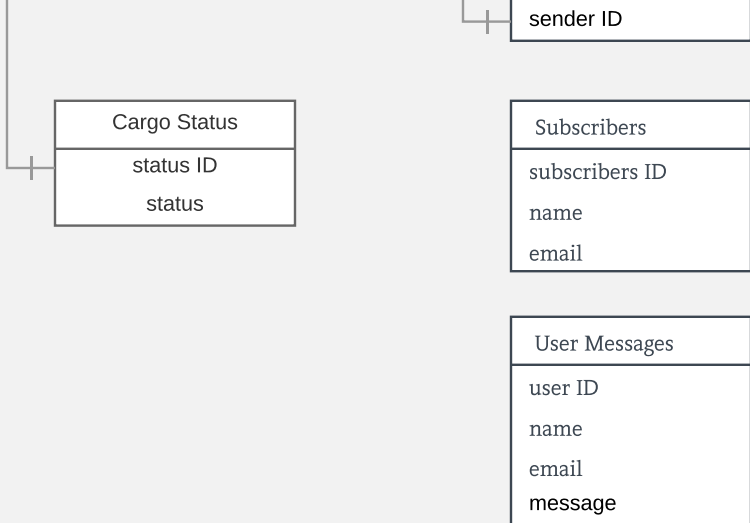 sender ID
Cargo Status
status ID
status
Subscribers
subscribers ID
name
email
User Messages
user ID
name
email
message